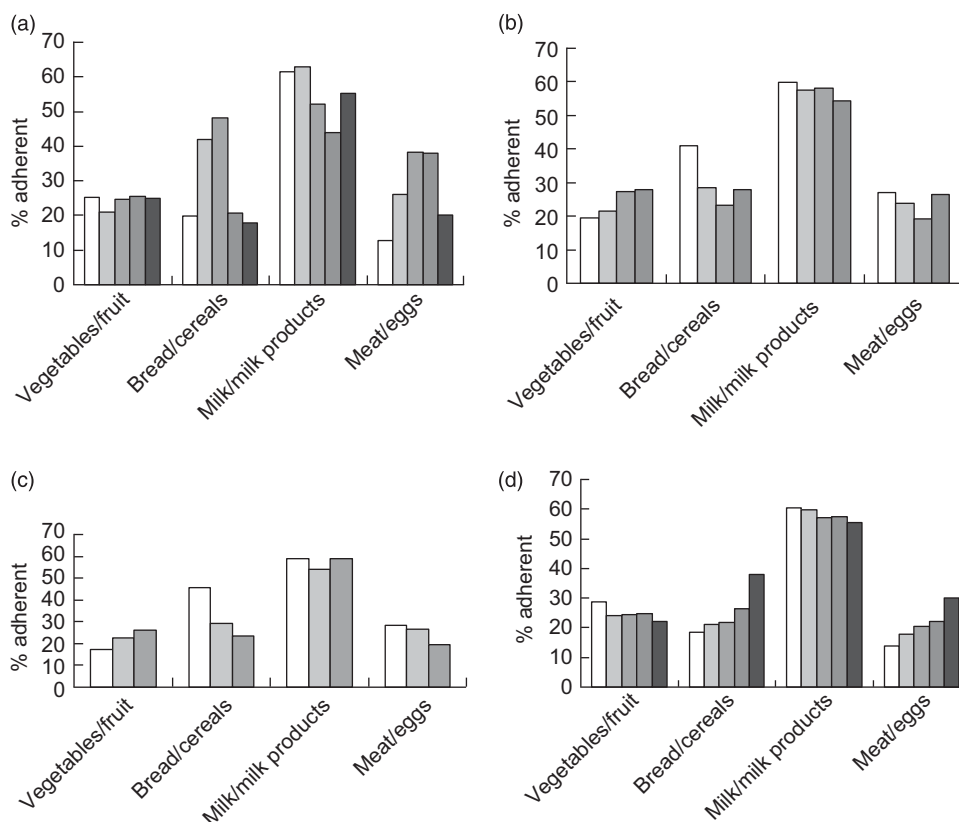 (a)
70
60
50
40
30
20
10
0
% adherent
Vegetables/fruit
Bread/cereals
Milk/milk products
Meat/eggs
(b)
70
60
50
40
30
20
10
0
% adherent
Vegetables/fruit
Bread/cereals
Milk/milk products
Meat/eggs
(c)
70
60
50
40
30
20
10
0
% adherent
Vegetables/fruit
Bread/cereals
Milk/milk products
Meat/eggs
(d)
70
60
50
40
30
20
10
0
% adherent
Vegetables/fruit
Bread/cereals
Milk/milk products
Meat/eggs